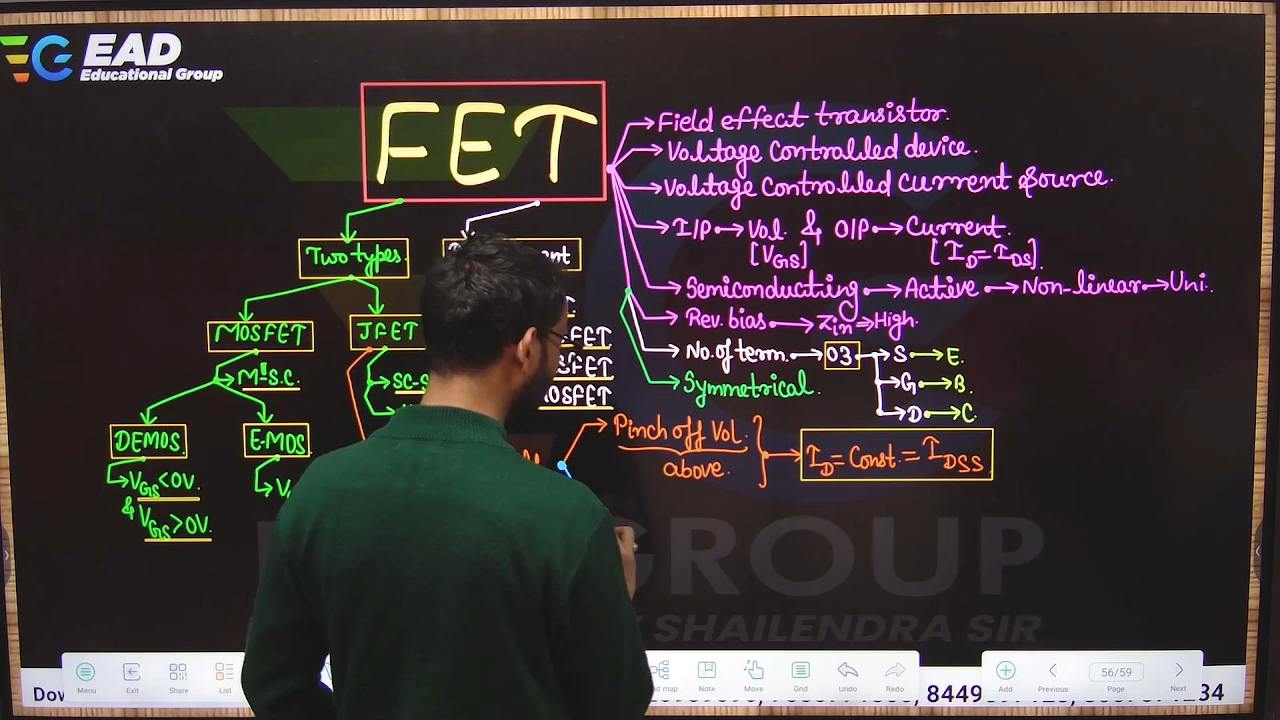 EAD
Educational Group
FET
Field effect transistor.
Voltage Controlled device.
Voltage Controlled Current Source.
I/P → Vol. & O/P → Current.
[VGS] [ID = IDS].
Semiconducting → Active → Non-linear → Uni.
Rev. bias → Zin ⇒ High.
No. of term. → 03 → S → E.
G → B.
D → C.
Symmetrical.
Two types.
MOSFET JFET
M.I.S.C.
DEMOS E-MOS
VGS < 0V.
& VGS > 0V.
OSFET
Pinch off Vol.
above.
ID = Const. = IDSS
GROUP
SHAILENDRA SIR
Menu Exit Share List Note Move Grid Undo Redo Add Previous Page Next
56/59
8449